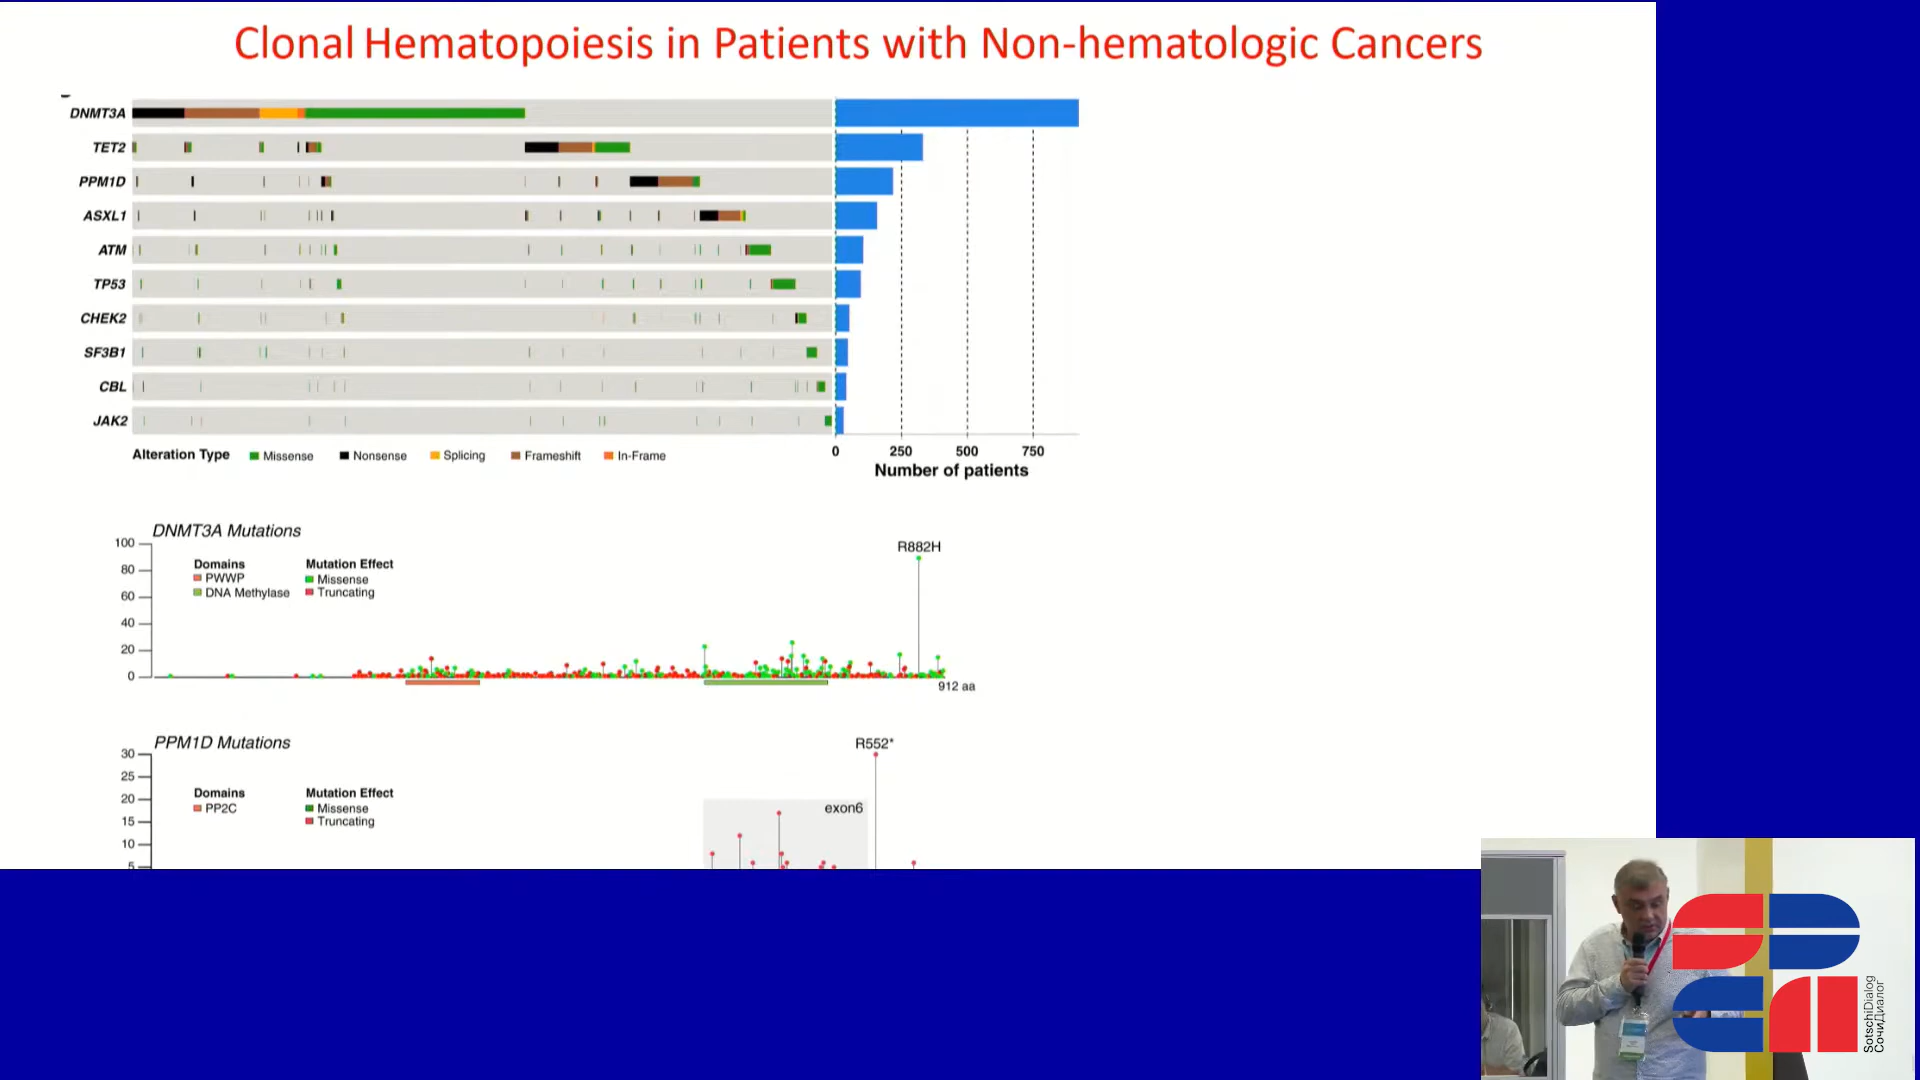 Clonal Hematopoiesis in Patients with Non-hematologic Cancers
DNMT3A
TET2
PPM1D
ASXL1
ATM
TP53
CHEK2
SF3B1
CBL
JAK2
0 250 500 750
Number of patients
Alteration Type Missense Nonsense Splicing Frameshift In-Frame
DNMT3A Mutations
100
80
60
40
20
0
Domains
PWWP
DNA Methylase
Mutation Effect
Missense
Truncating
R882H
912 aa
PPM1D Mutations
30
25
20
15
10
5
Domains
PP2C
Mutation Effect
Missense
Truncating
R552*
exon6
SotschiDialog
СочиДиалог